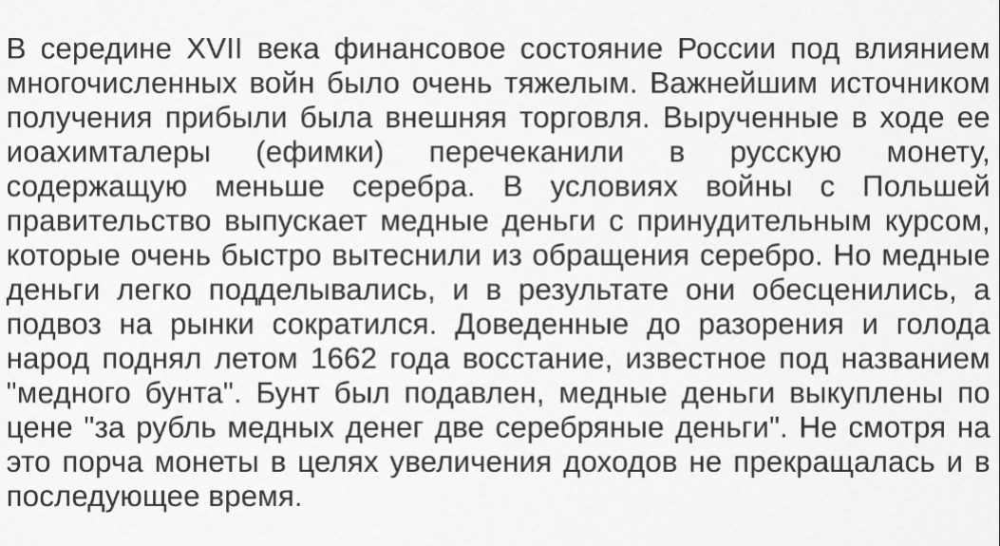 В середине XVII века финансовое состояние России под влиянием
многочисленных войн было очень тяжелым. Важнейшим источником
получения прибыли была внешняя торговля. Вырученные в ходе ее
иоахимталеры (ефимки) перечеканили в русскую монету,
содержащую меньше серебра. В условиях войны с Польшей
правительство выпускает медные деньги с принудительным курсом,
которые очень быстро вытеснили из обращения серебро. Но медные
деньги легко подделывались, и в результате они обесценились, а
подвоз на рынки сократился. Доведенные до разорения и голода
народ поднял летом 1662 года восстание, известное под названием
"медного бунта". Бунт был подавлен, медные деньги выкуплены по
цене "за рубль медных денег две серебряные деньги". Не смотря на
это порча монеты в целях увеличения доходов не прекращалась и в
последующее время.